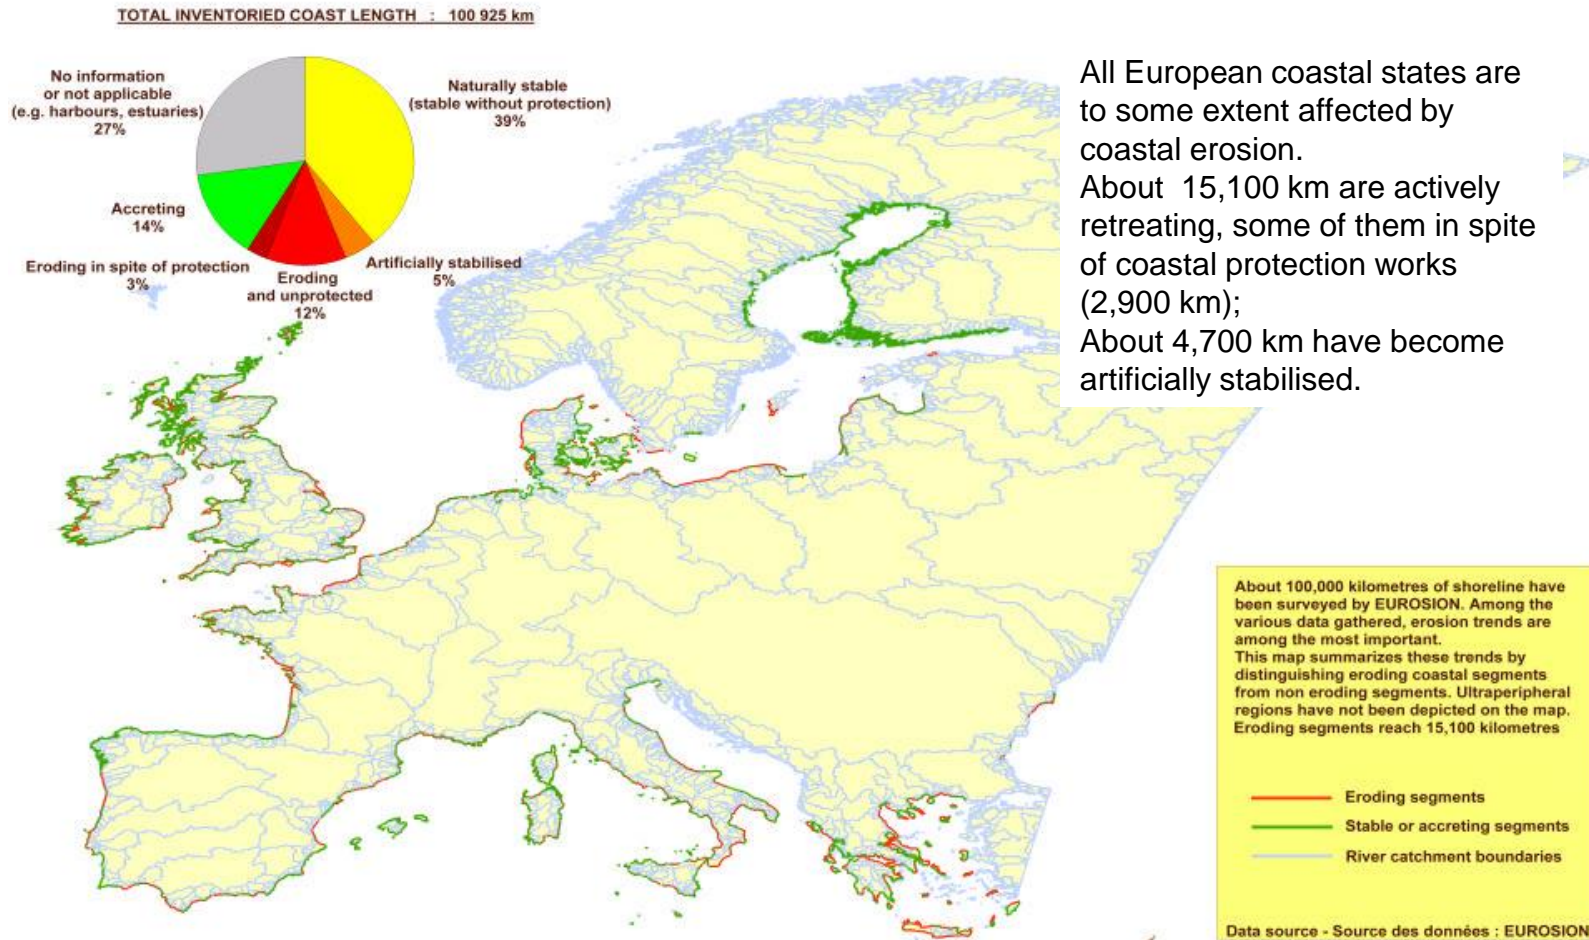 TOTAL INVENTORIED COAST LENGTH : 100 925 km
No information
or not applicable
(e.g. harbours, estuaries)
27%
Naturally stable
(stable without protection)
39%
Accreting
14%
Eroding in spite of protection
3%
Eroding
and unprotected
12%
Artificially stabilised
5%
All European coastal states are
to some extent affected by
coastal erosion.
About 15,100 km are actively
retreating, some of them in spite
of coastal protection works
(2,900 km);
About 4,700 km have become
artificially stabilised.
About 100,000 kilometres of shoreline have
been surveyed by EUROSION. Among the
various data gathered, erosion trends are
among the most important.
This map summarizes these trends by
distinguishing eroding coastal segments
from non eroding segments. Ultraperipheral
regions have not been depicted on the map.
Eroding segments reach 15,100 kilometres
Eroding segments
Stable or accreting segments
River catchment boundaries
Data source - Source des données : EUROSION